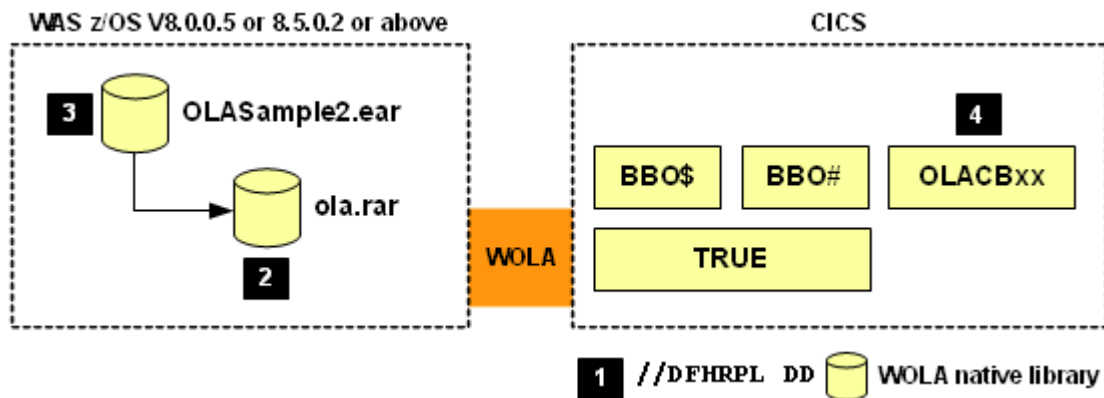 WAS z/OS V8.0.0.5 or 8.5.0.2 or above
CICS
3
OLASample2.ear
4
BBO$
BBO#
OLACBxx
ola.rar
WOLA
TRUE
2
1 //DFHRPL DD WOLA native library